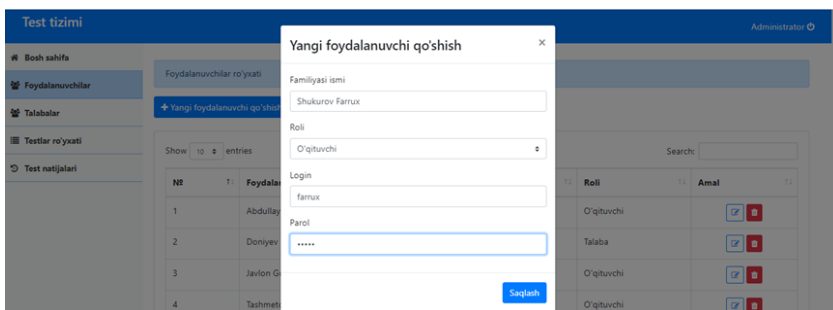 Test tizimi
Administrator
Yangi foydalanuvchi qo'shish
×
Bosh sahifa
Foydalanuvchilar
Talabalar
Testlar ro'yxati
Test natijalari
Foydalanuvchilar ro'yxati
+ Yangi foydalanuvchi qo'shish
Familiyasi ismi
Shukurov Farrux
Roli
O'qituvchi
Login
farrux
Parol
•••••
Saqlash
Show 10 entries
Search:
№ Roli Amal
1 O'qituvchi
2 Doniyev Talaba
3 Javlon O'qituvchi
4 O'qituvchi